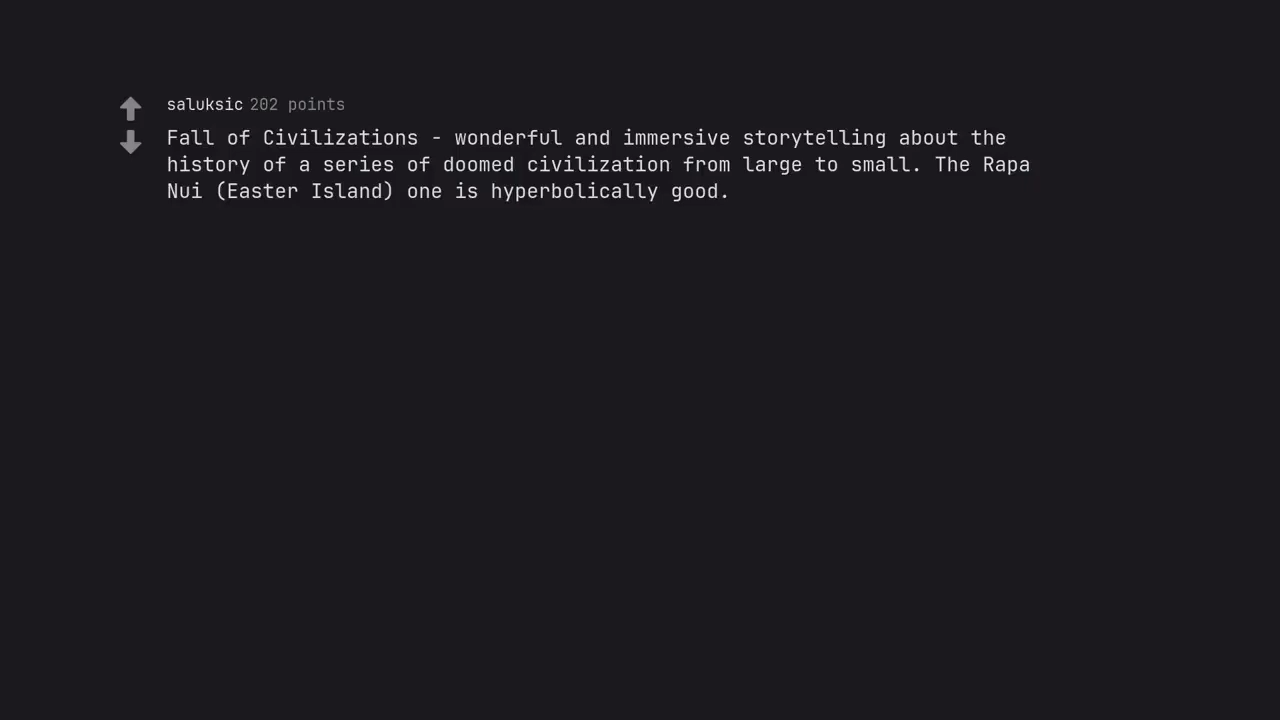 saluksic 202 points
Fall of Civilizations - wonderful and immersive storytelling about the
history of a series of doomed civilization from large to small. The Rapa
Nui (Easter Island) one is hyperbolically good.